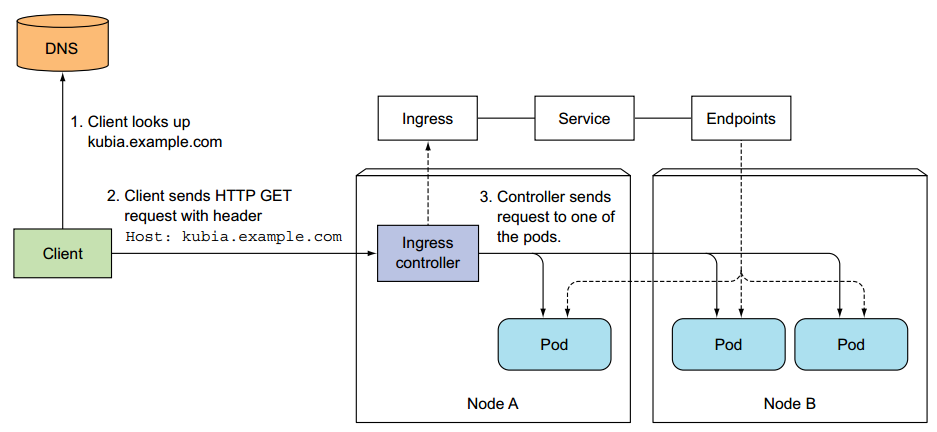 DNS
1. Client looks up
kubia.example.com
Ingress
Service
Endpoints
2. Client sends HTTP GET
request with header
Host: kubia.example.com
3. Controller sends
request to one of
the pods.
Client
Ingress
controller
Pod
Pod
Pod
Node A
Node B